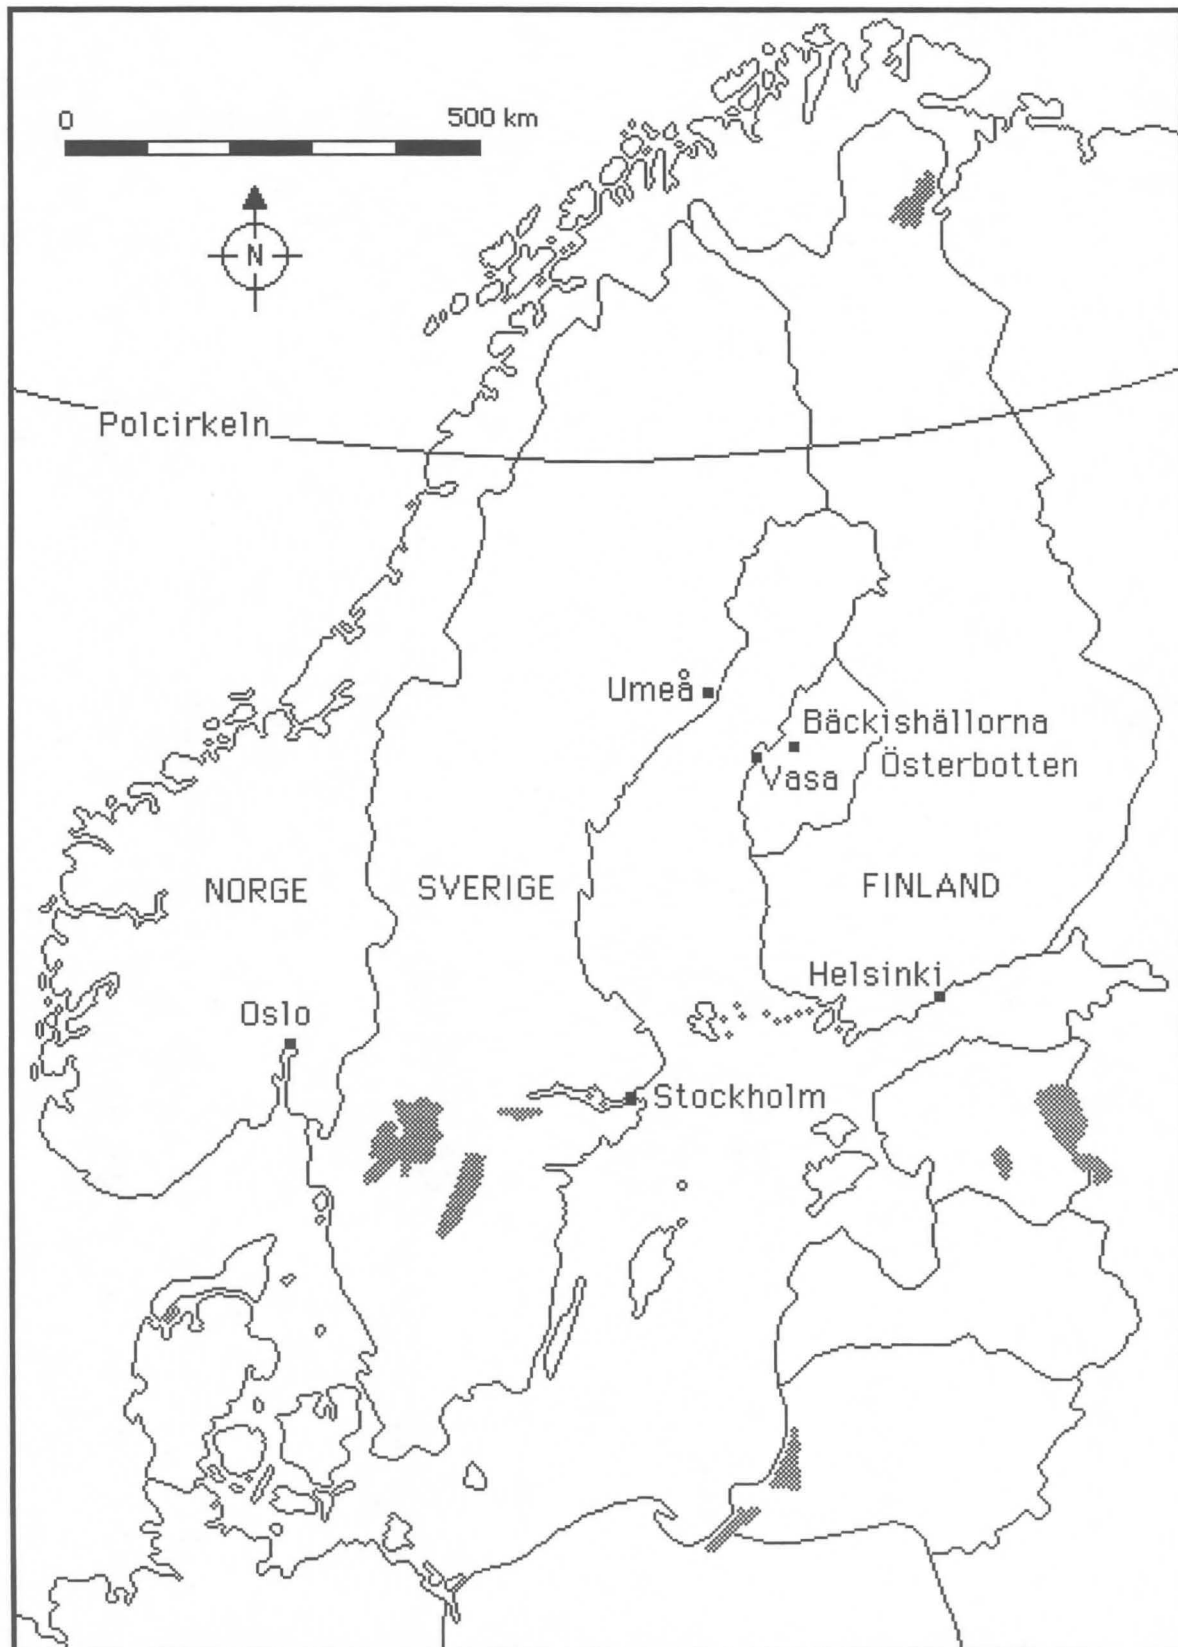 0 500 km
N
Polcirkeln
Umeå
Bäckishällorna
Vasa
Österbotten
NORGE
SVERIGE
FINLAND
Helsinki
Oslo
Stockholm